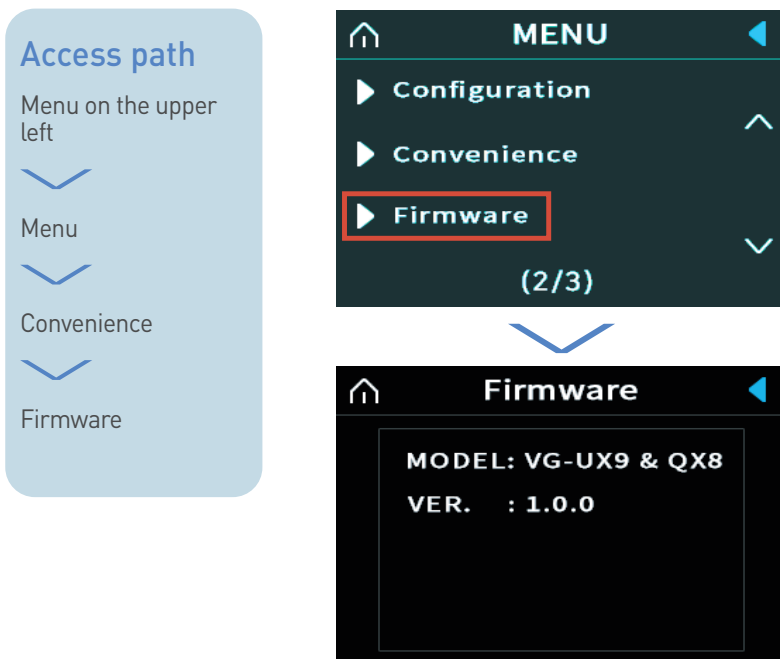 Access path
Menu on the upper
left
Menu
Convenience
Firmware
MENU
Configuration
Convenience
Firmware
(2/3)
Firmware
MODEL: VG-UX9 & QX8
VER. : 1.0.0